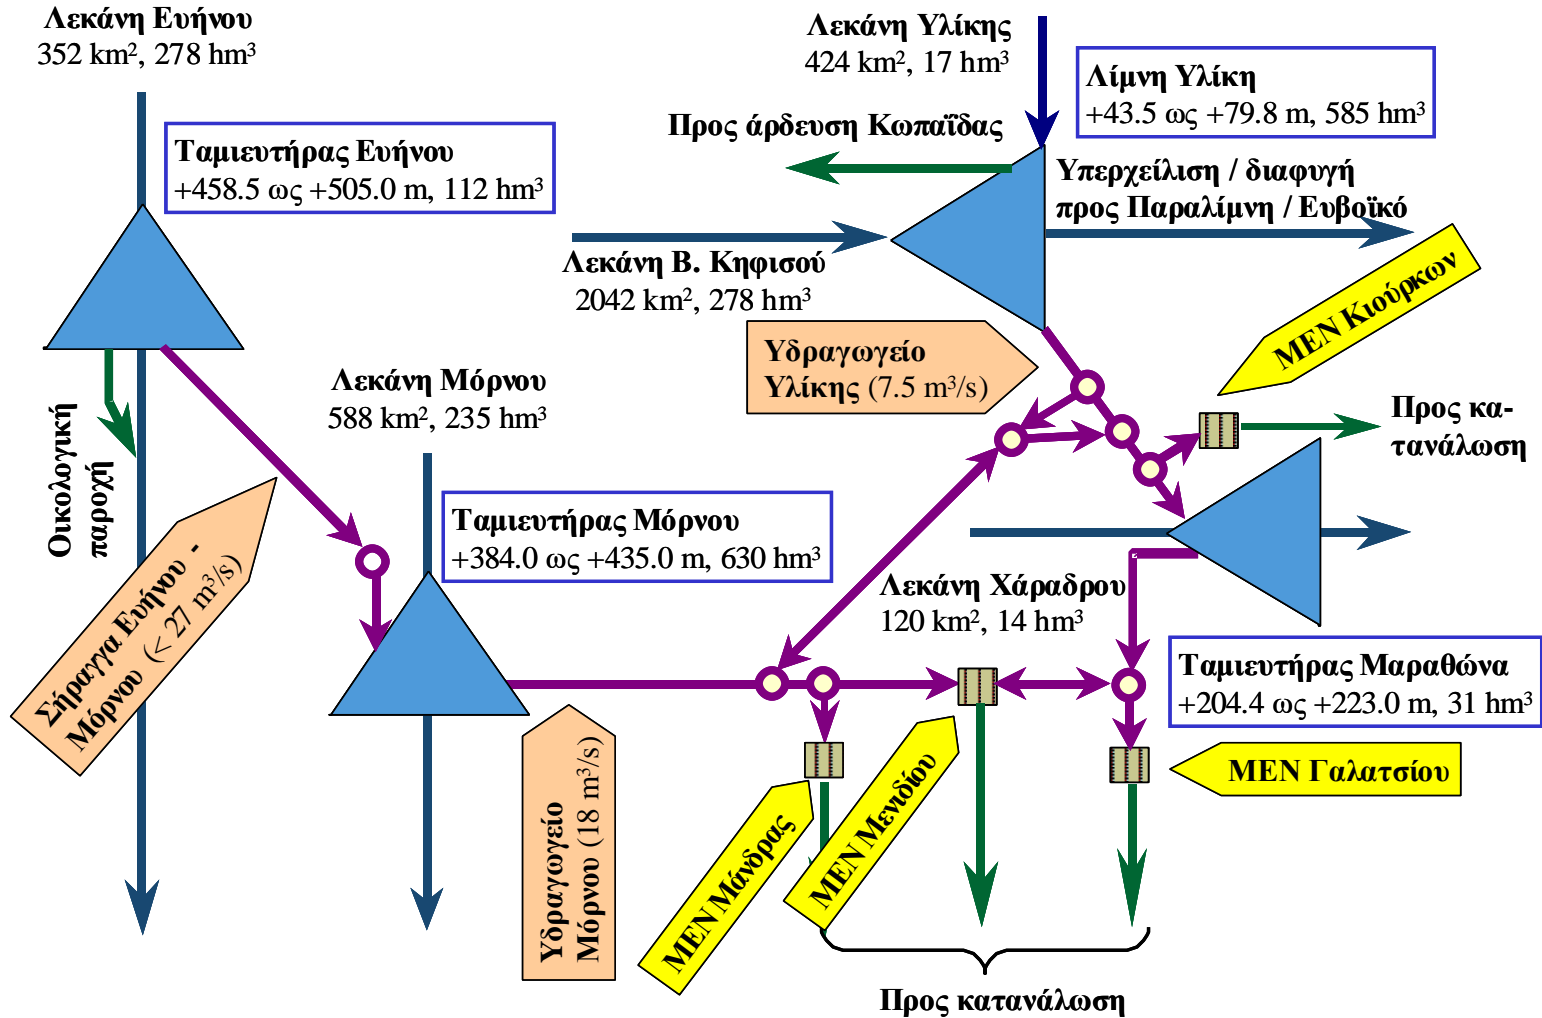 Λεκάνη Ευήνου
352 km², 278 hm³
Ταμιευτήρας Ευήνου
+458.5 ως +505.0 m, 112 hm³
Οικολογική
παροχή
Σήραγγα Ευήνου -
Μόρνου (< 27 m³/s)
Λεκάνη Μόρνου
588 km², 235 hm³
Ταμιευτήρας Μόρνου
+384.0 ως +435.0 m, 630 hm³
Υδραγωγείο
Μόρνου (18 m³/s)
Λεκάνη Υλίκης
424 km², 17 hm³
Λίμνη Υλίκη
+43.5 ως +79.8 m, 585 hm³
Προς άρδευση Κωπαΐδας
Υπερχείλιση / διαφυγή
προς Παραλίμνη / Ευβοϊκό
Λεκάνη Β. Κηφισού
2042 km², 278 hm³
Υδραγωγείο
Υλίκης (7.5 m³/s)
ΜΕΝ Κιούρκων
Προς κα-
τανάλωση
Λεκάνη Χάραδρου
120 km², 14 hm³
Ταμιευτήρας Μαραθώνα
+204.4 ως +223.0 m, 31 hm³
ΜΕΝ Μάνδρας
ΜΕΝ Μενιδίου
ΜΕΝ Γαλατσίου
Προς κατανάλωση